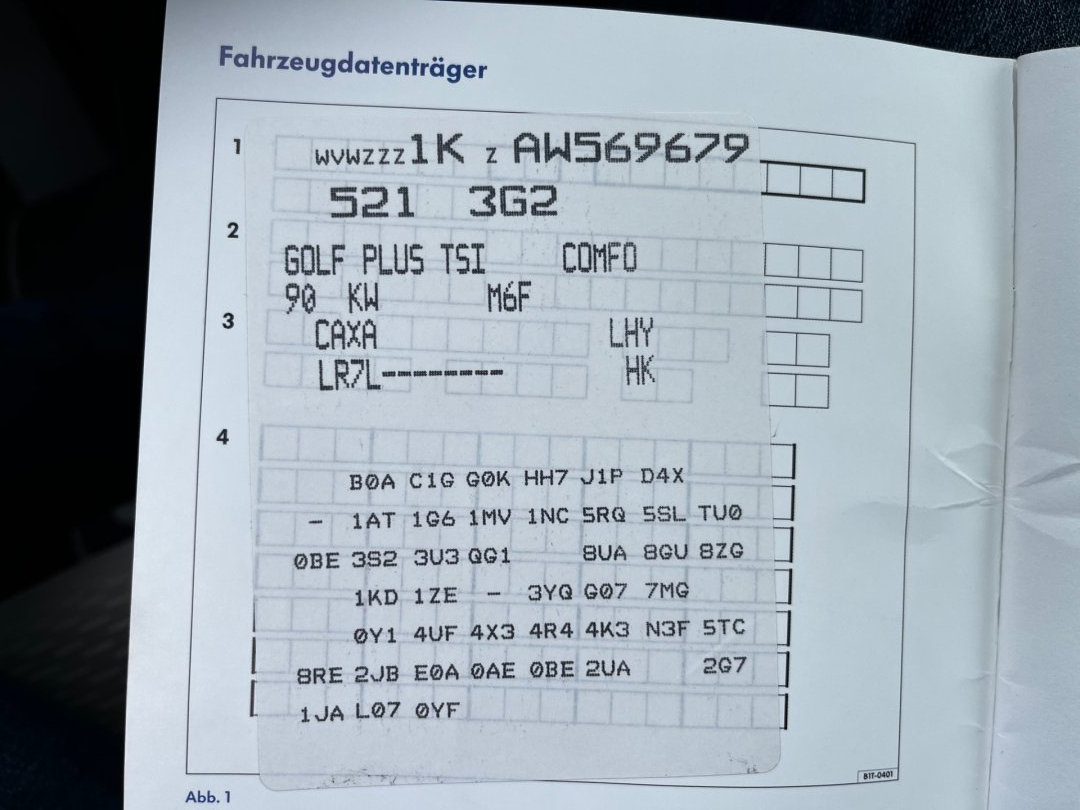 Fahrzeugdatenträger
1 WVWZZZ1K Z AW569679
521 3G2
2 GOLF PLUS TSI COMFO
90 KW M6F
3 CAXA LHY
LR7L-------- HK
4
B0A C1G G0K HH7 J1P D4X
- 1AT 1G6 1MV 1NC 5RQ 5SL TU0
0BE 3S2 3U3 QG1 8UA 8GU 8ZG
1KD 1ZE - 3YQ G07 7MG
0Y1 4UF 4X3 4R4 4K3 N3F 5TC
8RE 2JB E0A 0AE 0BE 2UA 2G7
1JA L07 0YF
B1T-0401
Abb. 1